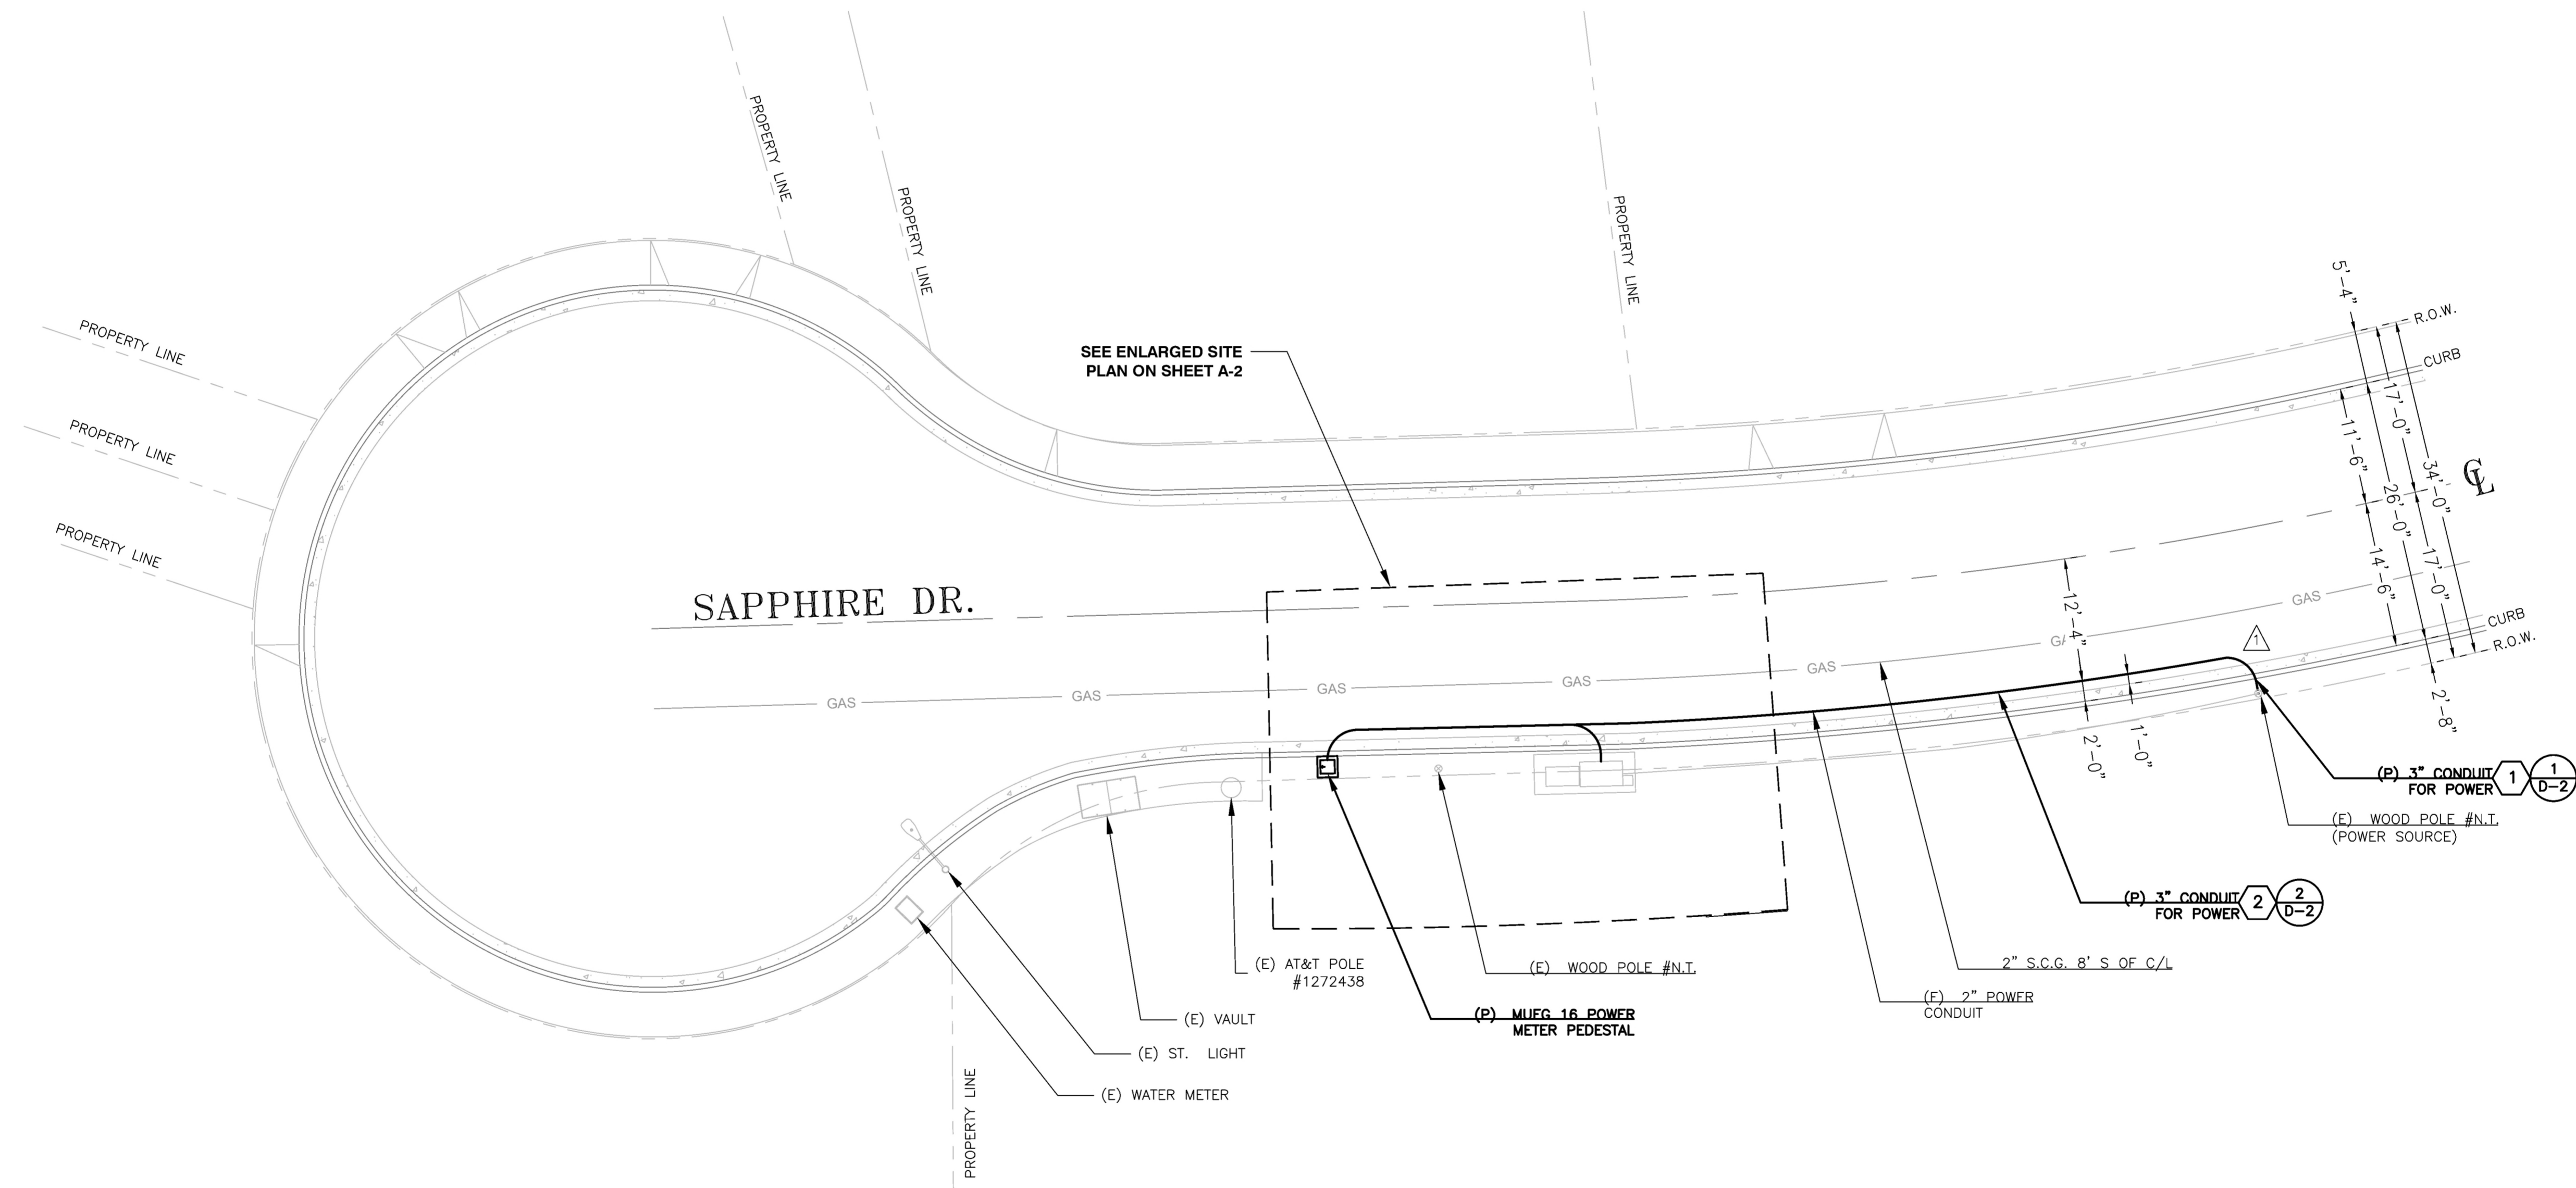 PROPERTY LINE
PROPERTY LINE
PROPERTY LINE
PROPERTY LINE
PROPERTY LINE
PROPERTY LINE
PROPERTY LINE
SEE ENLARGED SITE
PLAN ON SHEET A-2
SAPPHIRE DR.
GAS
GAS
GAS
GAS
GAS
GAS
5'-4"
R.O.W.
CURB
17'-0"
11'-6"
34'-0"
26'-0"
CL
14'-6"
17'-0"
12'-4"
1
CURB
R.O.W.
2'-8"
2'-0"
1'-0"
(P) 3" CONDUIT
FOR POWER
1
1
D-2
(E) WOOD POLE #N.T.
(POWER SOURCE)
(P) 3" CONDUIT
FOR POWER
2
2
D-2
2" S.C.G. 8' S OF C/L
(E) 2" POWER
CONDUIT
(E) WOOD POLE #N.T.
(E) AT&T POLE
#1272438
(P) MUFG 16 POWER
METER PEDESTAL
(E) VAULT
(E) ST. LIGHT
(E) WATER METER